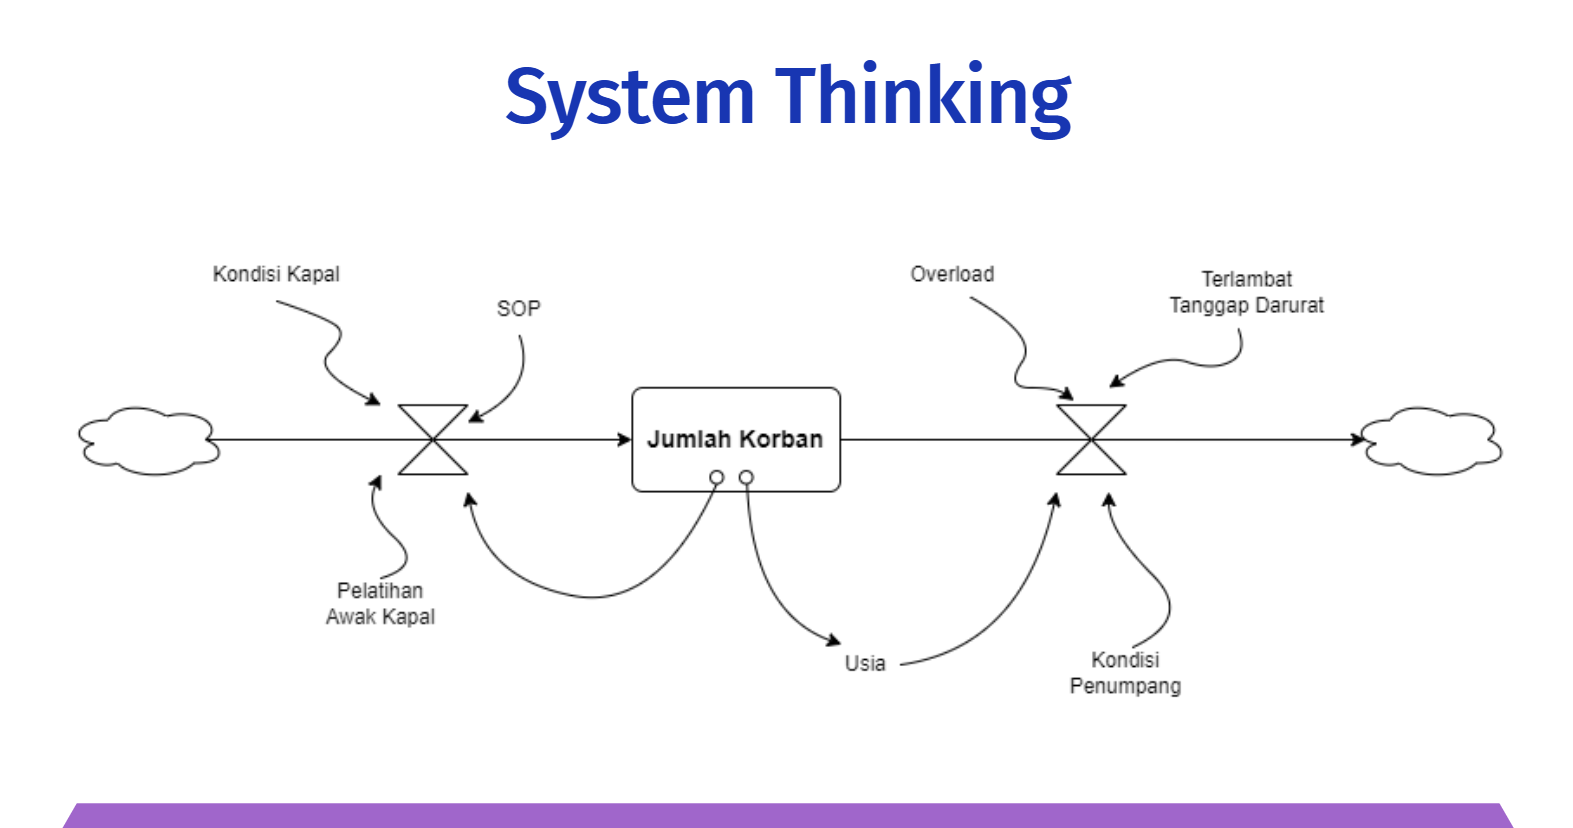 System Thinking
Kondisi Kapal
SOP
Overload
Terlambat
Tanggap Darurat
Jumlah Korban
Pelatihan
Awak Kapal
Usia
Kondisi
Penumpang